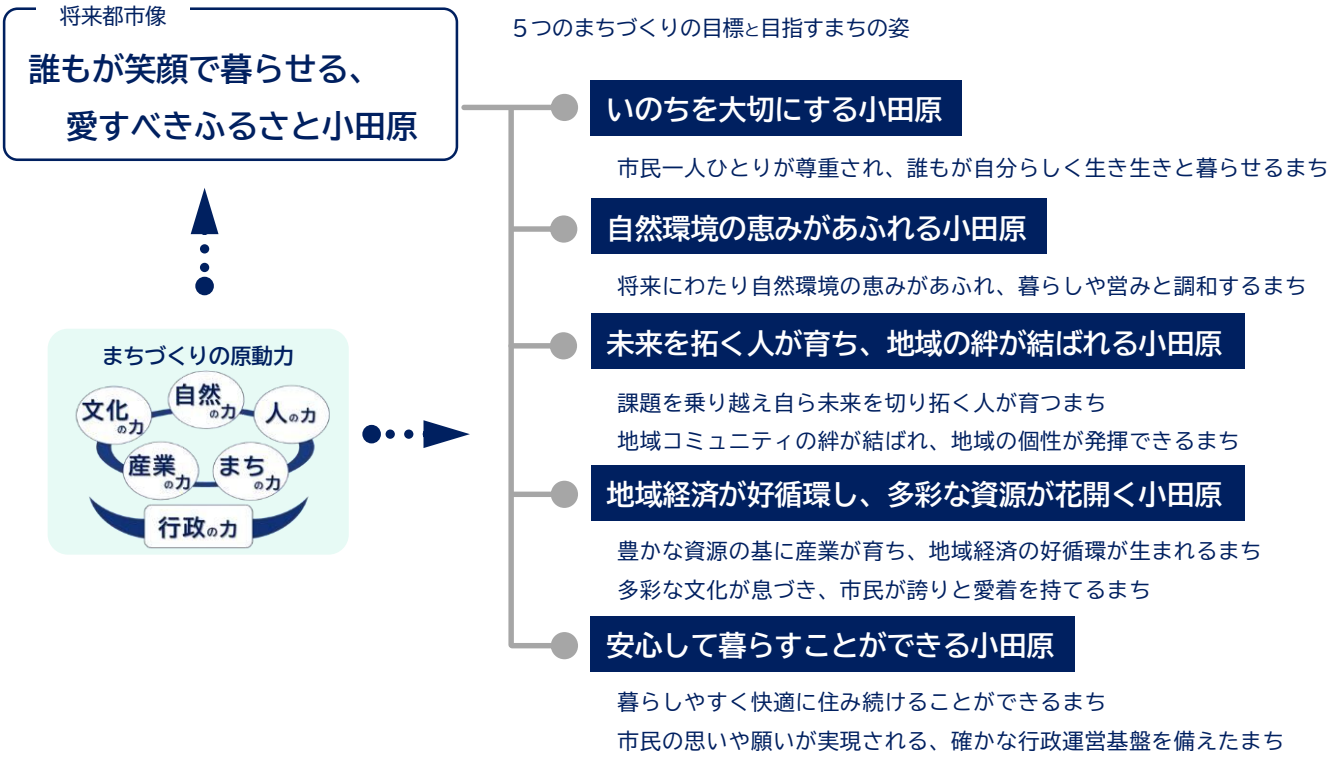 将来都市像
誰もが笑顔で暮らせる、
愛すべきふるさと小田原
５つのまちづくりの目標と目指すまちの姿
いのちを大切にする小田原
市民一人ひとりが尊重され、誰もが自分らしく生き生きと暮らせるまち
自然環境の恵みがあふれる小田原
将来にわたり自然環境の恵みがあふれ、暮らしや営みと調和するまち
未来を拓く人が育ち、地域の絆が結ばれる小田原
課題を乗り越え自ら未来を切り拓く人が育つまち
地域コミュニティの絆が結ばれ、地域の個性が発揮できるまち
地域経済が好循環し、多彩な資源が花開く小田原
豊かな資源の基に産業が育ち、地域経済の好循環が生まれるまち
多彩な文化が息づき、市民が誇りと愛着を持てるまち
安心して暮らすことができる小田原
暮らしやすく快適に住み続けることができるまち
市民の思いや願いが実現される、確かな行政運営基盤を備えたまち
まちづくりの原動力
文化の力
自然の力
人の力
産業の力
まちの力
行政の力